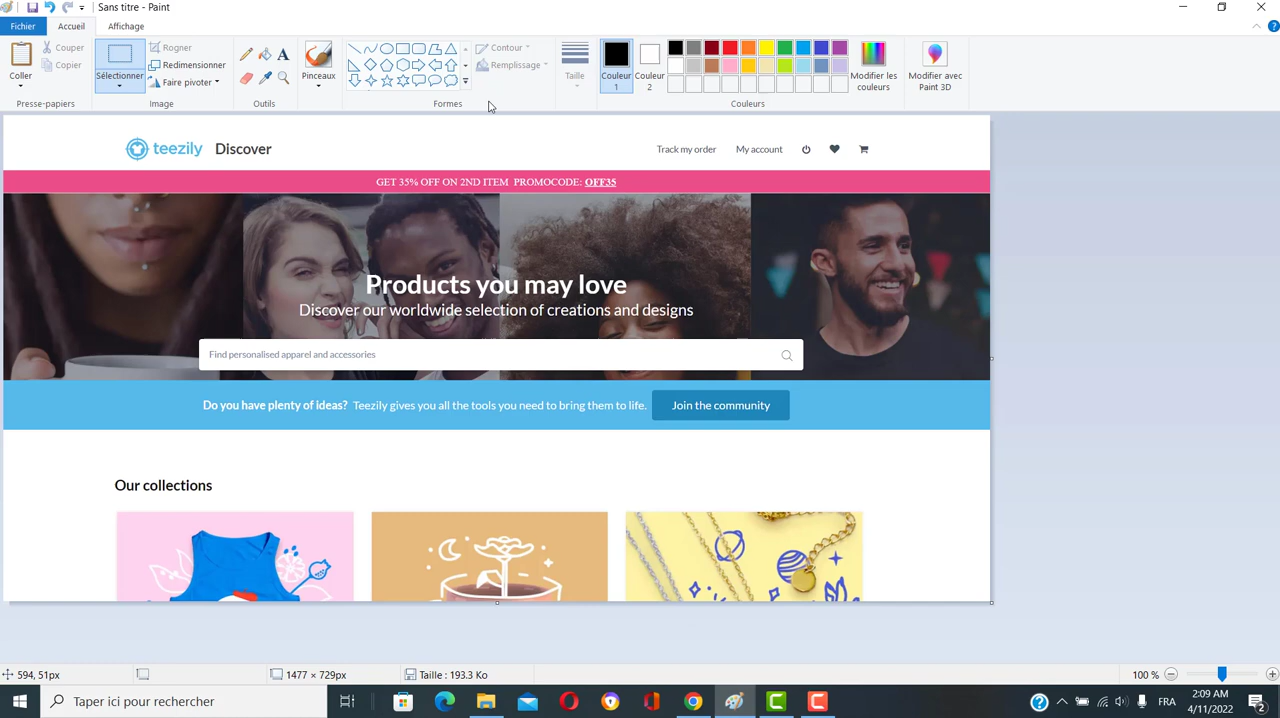 Sans titre - Paint
Fichier Accueil Affichage
Coller
Couper
Copier
Presse-papiers
Sélectionner
Rogner
Redimensionner
Faire pivoter
Image
Outils
Pinceaux
Formes
Contour
Remplissage
Taille
Couleur 1
Couleur 2
Couleurs
Modifier les couleurs
Modifier avec Paint 3D
teezily Discover
Track my order My account
GET 35% OFF ON 2ND ITEM PROMOCODE: OFF35
Products you may love
Discover our worldwide selection of creations and designs
Find personalised apparel and accessories
Do you have plenty of ideas? Teezily gives you all the tools you need to bring them to life. Join the community
Our collections
594, 51px 1477 × 729px Taille : 193.3 Ko 100 %
Taper ici pour rechercher
FRA
2:09 AM
4/11/2022
2